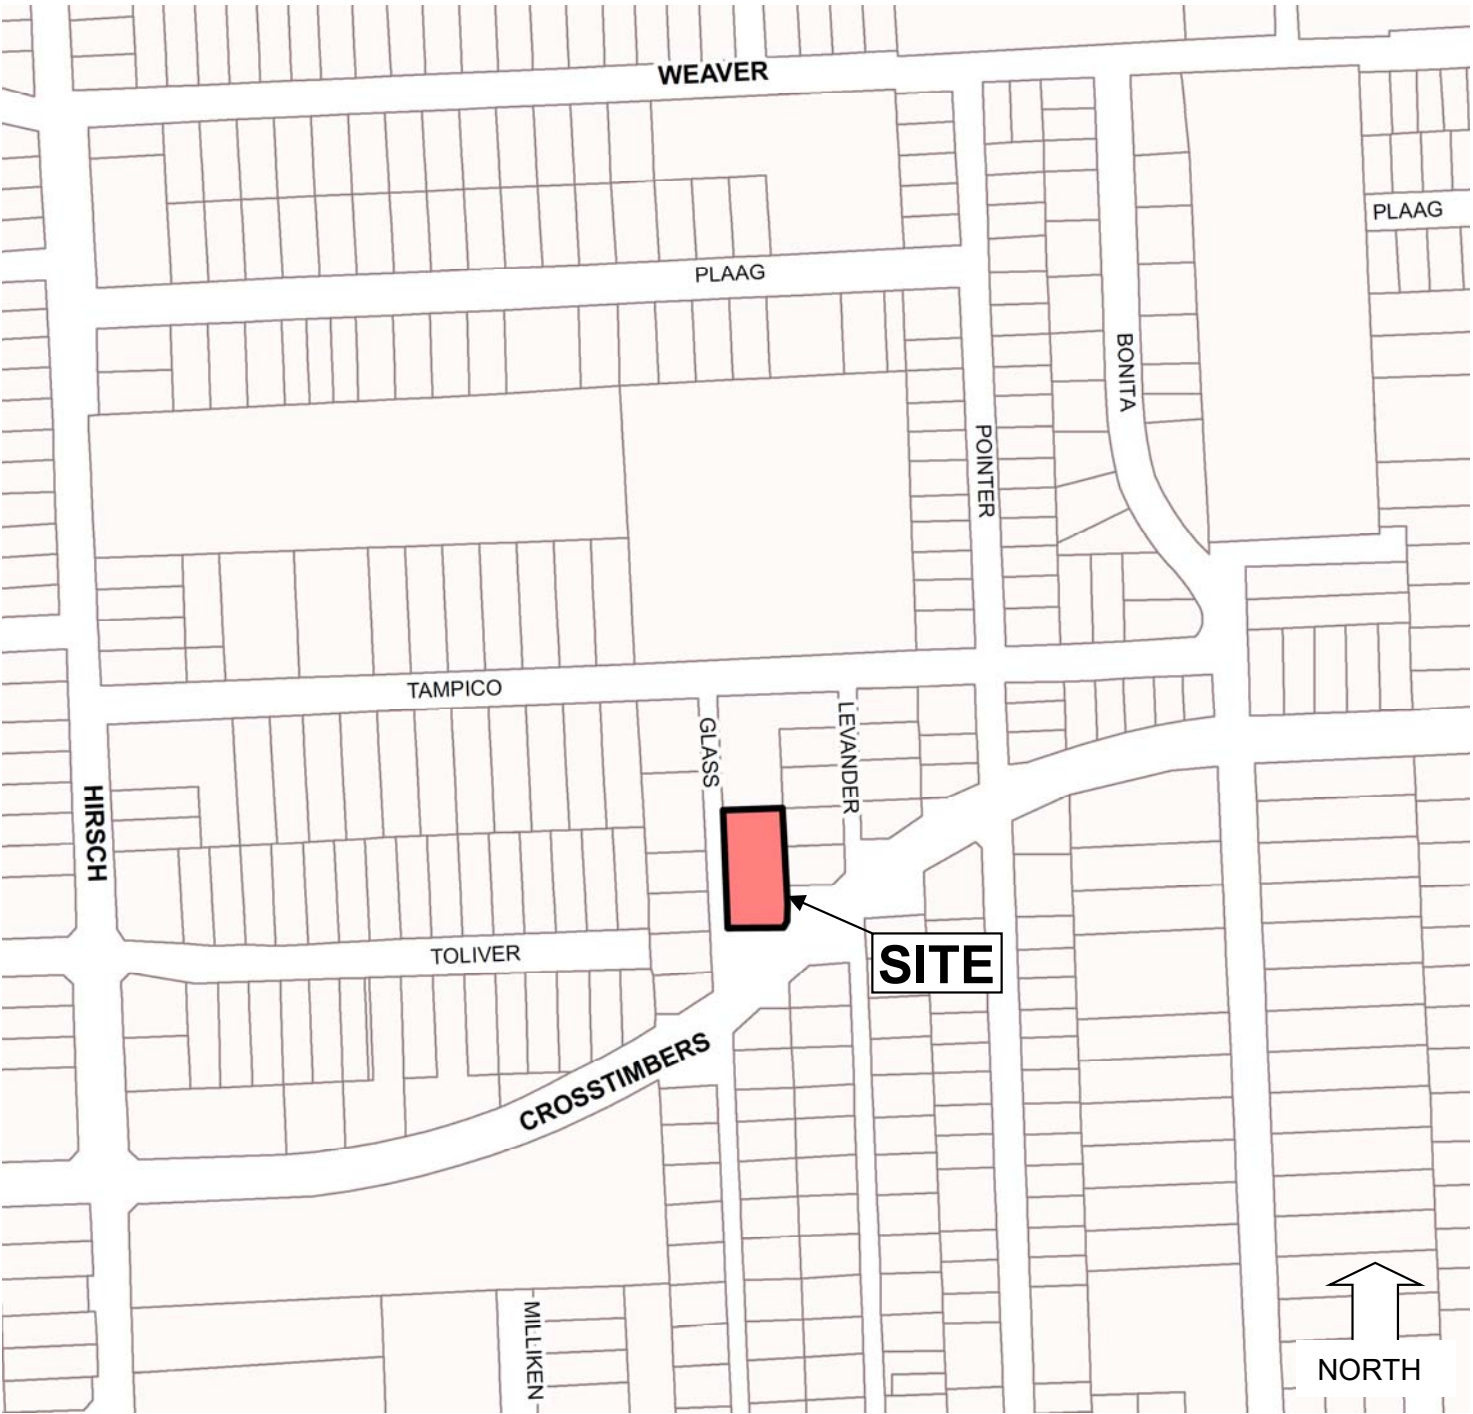 WEAVER
PLAAG
PLAAG
BONITA
POINTER
TAMPICO
GLASS
LEVANDER
HIRSCH
TOLIVER
SITE
CROSSTIMBERS
MILLIKEN
NORTH